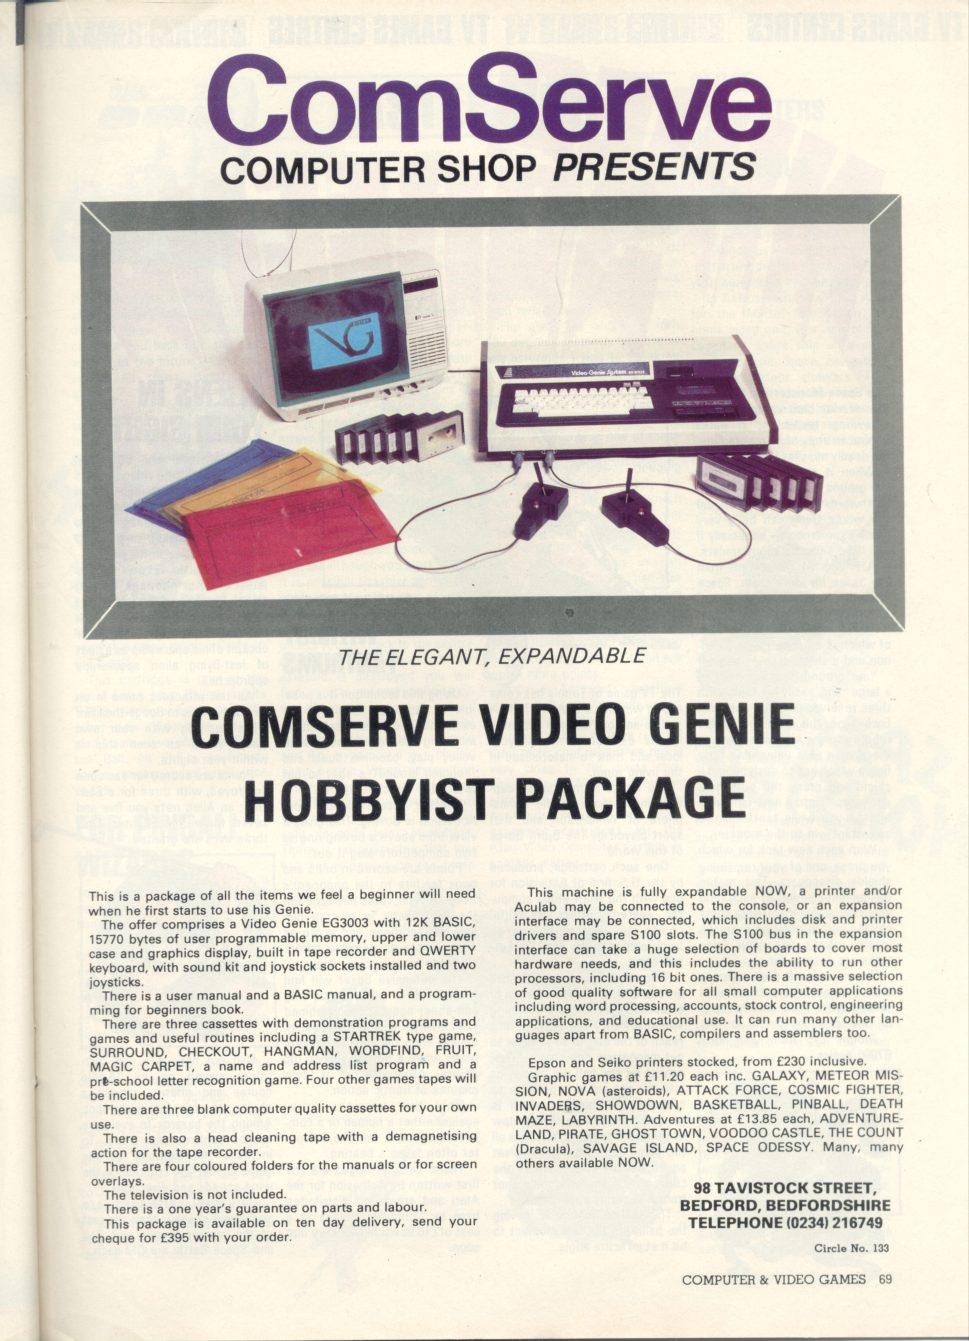 ComServe
COMPUTER SHOP PRESENTS
VG
Video Genie System
THE ELEGANT, EXPANDABLE
COMSERVE VIDEO GENIE
HOBBYIST PACKAGE
This is a package of all the items we feel a beginner will need
when he first starts to use his Genie.
The offer comprises a Video Genie EG3003 with 12K BASIC,
15770 bytes of user programmable memory, upper and lower
case and graphics display, built in tape recorder and QWERTY
keyboard, with sound kit and joystick sockets installed and two
joysticks.
There is a user manual and a BASIC manual, and a program-
ming for beginners book.
There are three cassettes with demonstration programs and
games and useful routines including a STARTREK type game,
SURROUND, CHECKOUT, HANGMAN, WORDFIND, FRUIT,
MAGIC CARPET, a name and address list program and a
pre-school letter recognition game. Four other games tapes will
be included.
There are three blank computer quality cassettes for your own
use.
There is also a head cleaning tape with a demagnetising
action for the tape recorder.
There are four coloured folders for the manuals or for screen
overlays.
The television is not included.
There is a one year's guarantee on parts and labour.
This package is available on ten day delivery, send your
cheque for £395 with your order.
This machine is fully expandable NOW, a printer and/or
Aculab may be connected to the console, or an expansion
interface may be connected, which includes disk and printer
drivers and spare S100 slots. The S100 bus in the expansion
interface can take a huge selection of boards to cover most
hardware needs, and this includes the ability to run other
processors, including 16 bit ones. There is a massive selection
of good quality software for all small computer applications
including word processing, accounts, stock control, engineering
applications, and educational use. It can run many other lan-
guages apart from BASIC, compilers and assemblers too.
Epson and Seiko printers stocked, from £230 inclusive.
Graphic games at £11.20 each inc. GALAXY, METEOR MIS-
SION, NOVA (asteroids), ATTACK FORCE, COSMIC FIGHTER,
INVADERS, SHOWDOWN, BASKETBALL, PINBALL, DEATH
MAZE, LABYRINTH. Adventures at £13.85 each, ADVENTURE-
LAND, PIRATE, GHOST TOWN, VOODOO CASTLE, THE COUNT
(Dracula), SAVAGE ISLAND, SPACE ODESSY. Many, many
others available NOW.
98 TAVISTOCK STREET,
BEDFORD, BEDFORDSHIRE
TELEPHONE (0234) 216749
Circle No. 133
COMPUTER & VIDEO GAMES 69